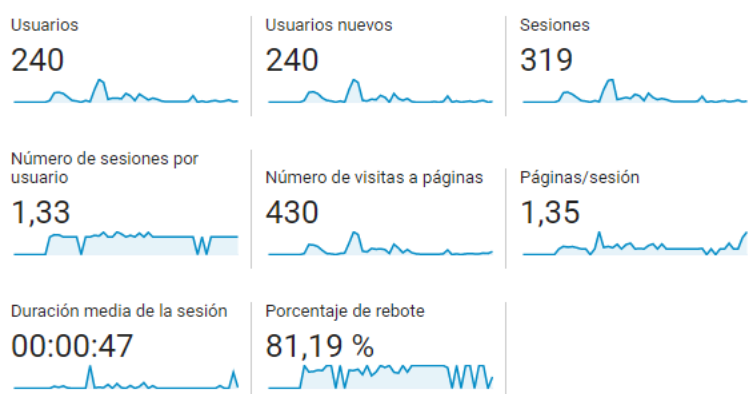 Usuarios
240
Usuarios nuevos
240
Sesiones
319
Número de sesiones por
usuario
1,33
Número de visitas a páginas
430
Páginas/sesión
1,35
Duración media de la sesión
00:00:47
Porcentaje de rebote
81,19 %